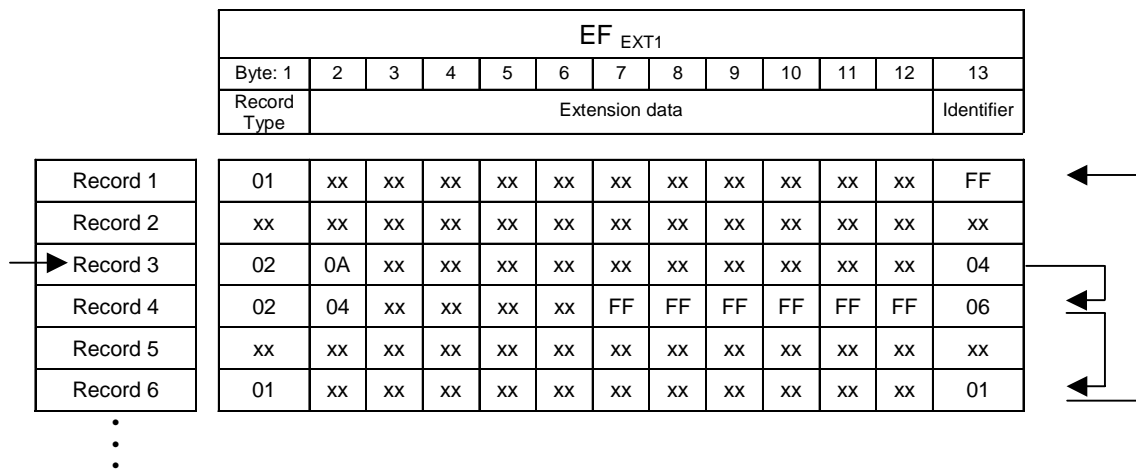 EF EXT1
Byte: 1 2 3 4 5 6 7 8 9 10 11 12 13
Record Type Extension data Identifier
Record 1 01 xx xx xx xx xx xx xx xx xx xx xx FF
Record 2 xx xx xx xx xx xx xx xx xx xx xx xx xx
Record 3 02 0A xx xx xx xx xx xx xx xx xx xx 04
Record 4 02 04 xx xx xx xx FF FF FF FF FF FF 06
Record 5 xx xx xx xx xx xx xx xx xx xx xx xx xx
Record 6 01 xx xx xx xx xx xx xx xx xx xx xx 01